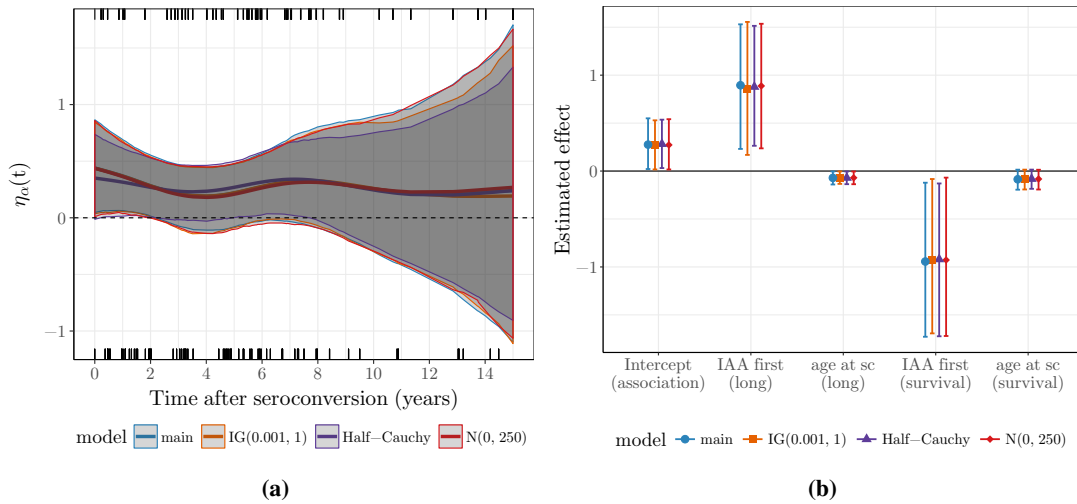 η_α(t)
1
0
−1
0 2 4 6 8 10 12 14
Time after seroconversion (years)
model main IG(0.001, 1) Half−Cauchy N(0, 250)
(a)
Estimated effect
1
0
−1
Intercept (association)
IAA first (long)
age at sc (long)
IAA first (survival)
age at sc (survival)
model main IG(0.001, 1) Half−Cauchy N(0, 250)
(b)